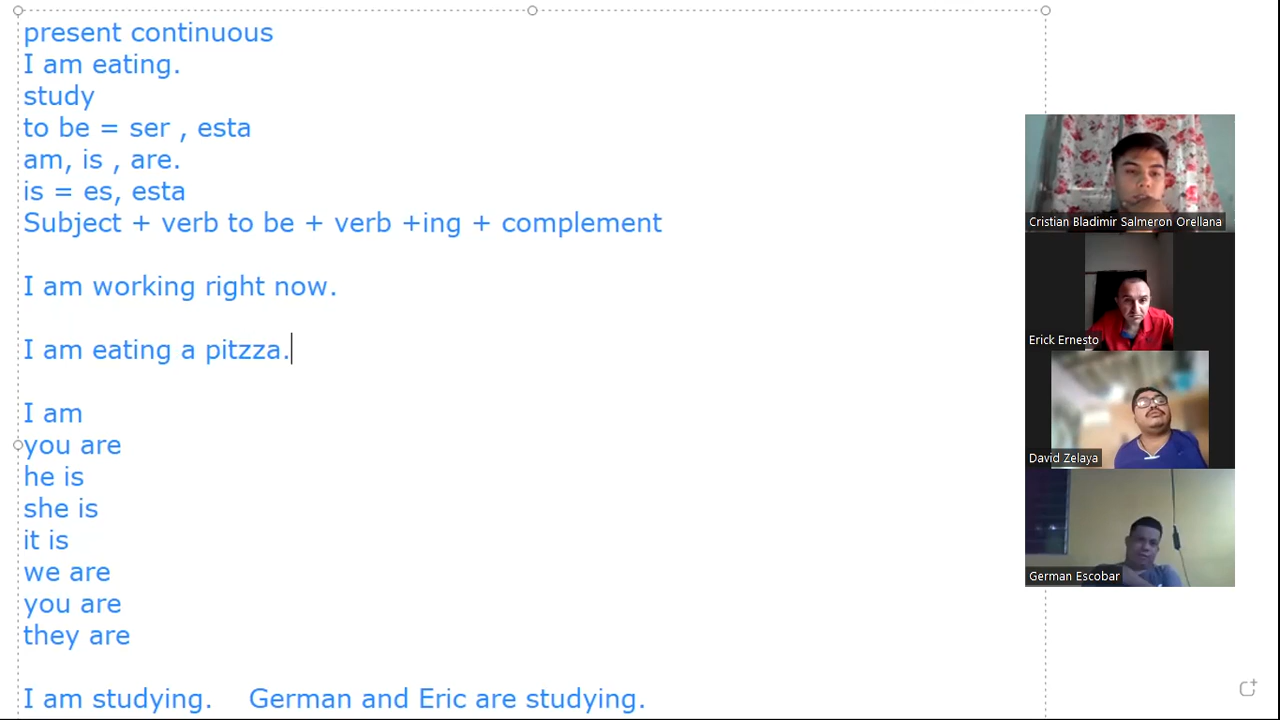 present continuous
I am eating.
study
to be = ser , esta
am, is , are.
is = es, esta
Subject + verb to be + verb +ing + complement
I am working right now.
I am eating a pitzza.
I am
you are
he is
she is
it is
we are
you are
they are
I am studying. German and Eric are studying.
Cristian Bladimir Salmeron Orellana
Erick Ernesto
David Zelaya
German Escobar